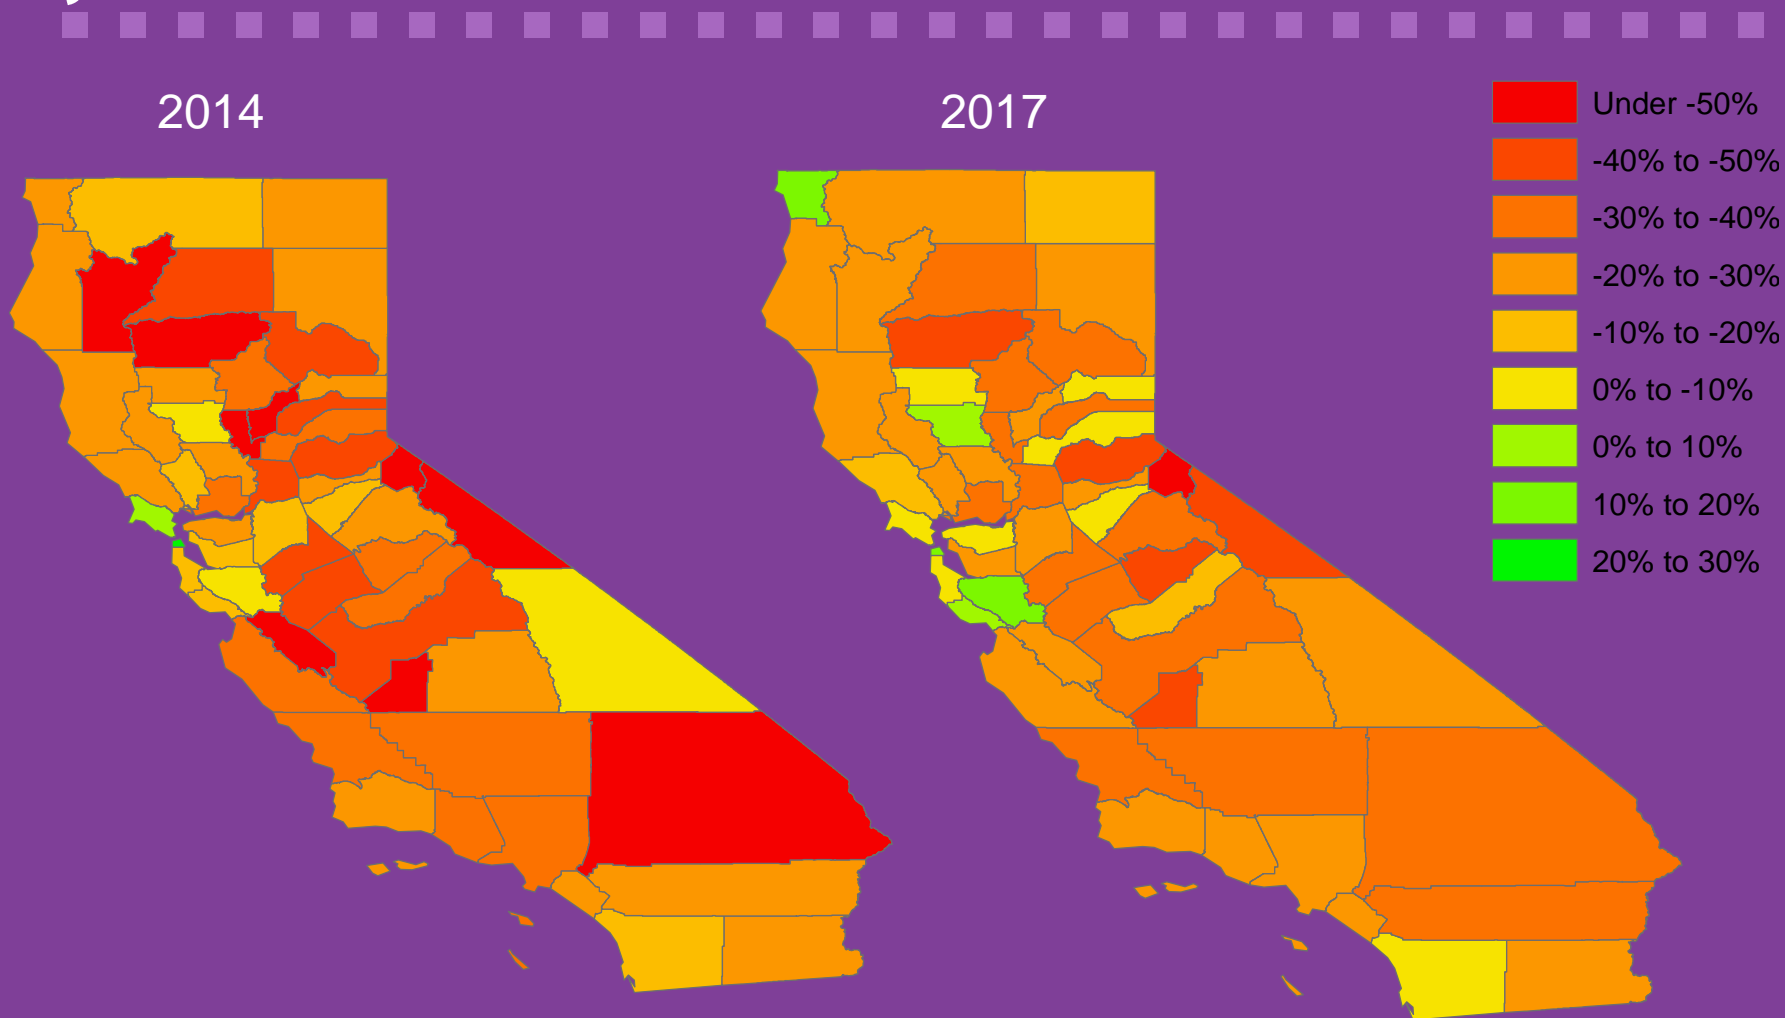 2014
2017
Under -50%
-40% to -50%
-30% to -40%
-20% to -30%
-10% to -20%
0% to -10%
0% to 10%
10% to 20%
20% to 30%